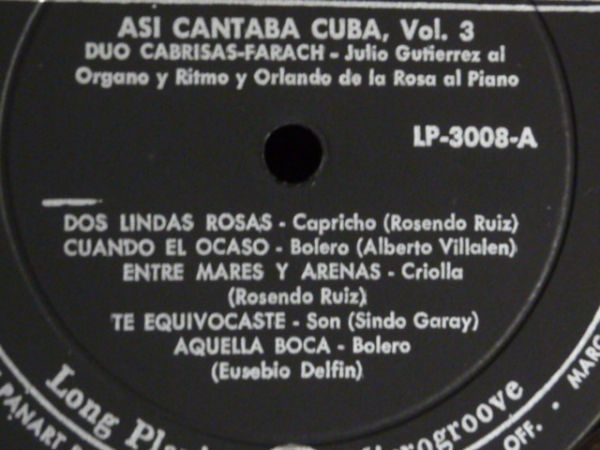 ASI CANTABA CUBA, Vol. 3
DUO CABRISAS-FARACH - Julio Gutierrez al
Organo y Ritmo y Orlando de la Rosa al Piano
LP-3008-A
DOS LINDAS ROSAS - Capricho (Rosendo Ruiz)
CUANDO EL OCASO - Bolero (Alberto Villalen)
ENTRE MARES Y ARENAS - Criolla
(Rosendo Ruiz)
TE EQUIVOCASTE - Son (Sindo Garay)
AQUELLA BOCA - Bolero
(Eusebio Delfin)
Long
PANART
OFF.